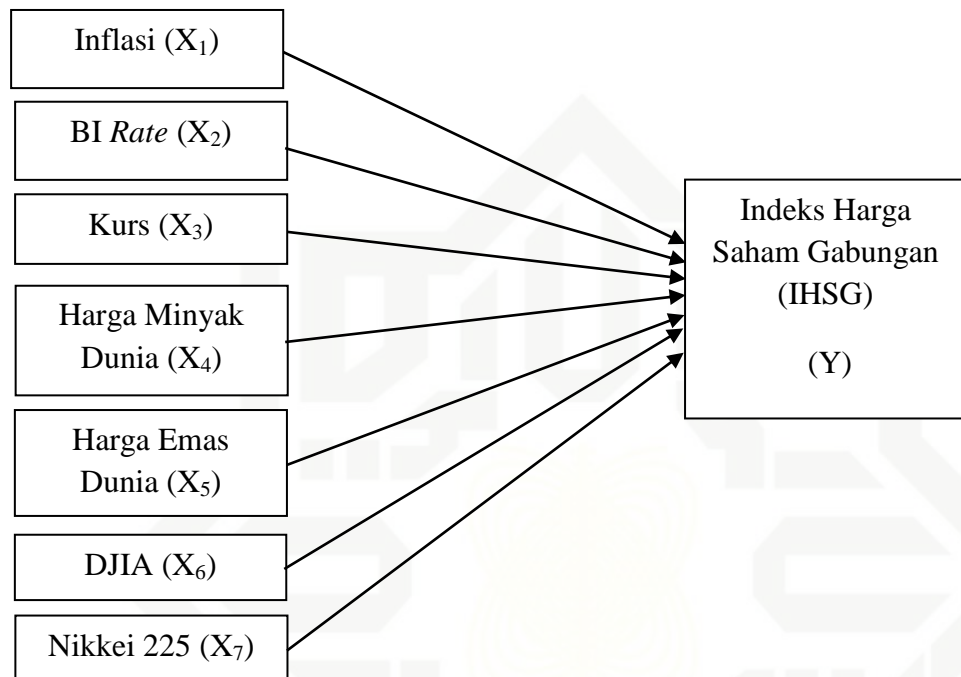 Inflasi (X₁)
BI Rate (X₂)
Kurs (X₃)
Harga Minyak
Dunia (X₄)
Harga Emas
Dunia (X₅)
DJIA (X₆)
Nikkei 225 (X₇)
Indeks Harga
Saham Gabungan
(IHSG)
(Y)